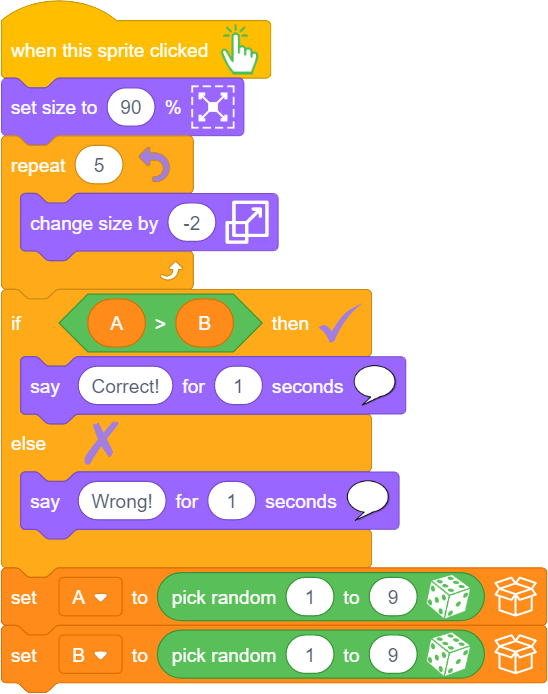 when this sprite clicked
set size to 90 %
repeat 5
change size by -2
if A > B then
say Correct! for 1 seconds
else
say Wrong! for 1 seconds
set A to pick random 1 to 9
set B to pick random 1 to 9